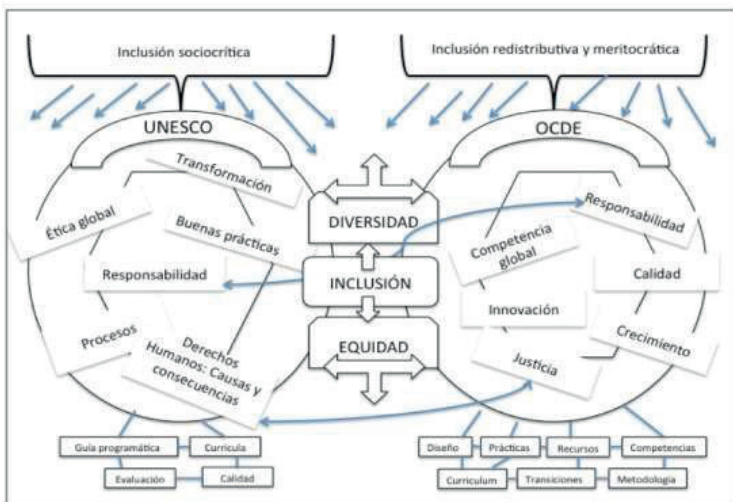 Inclusión sociocrítica
Inclusión redistributiva y meritocrática
UNESCO
OCDE
Transformación
Ética global
Buenas prácticas
Responsabilidad
Procesos
Derechos
Humanos: Causas y
consecuencias
DIVERSIDAD
INCLUSIÓN
EQUIDAD
Responsabilidad
Competencia
global
Calidad
Innovación
Crecimiento
Justicia
Guía programática
Curricula
Evaluación
Calidad
Diseño
Prácticas
Recursos
Competencias
Curriculum
Transiciones
Metodología